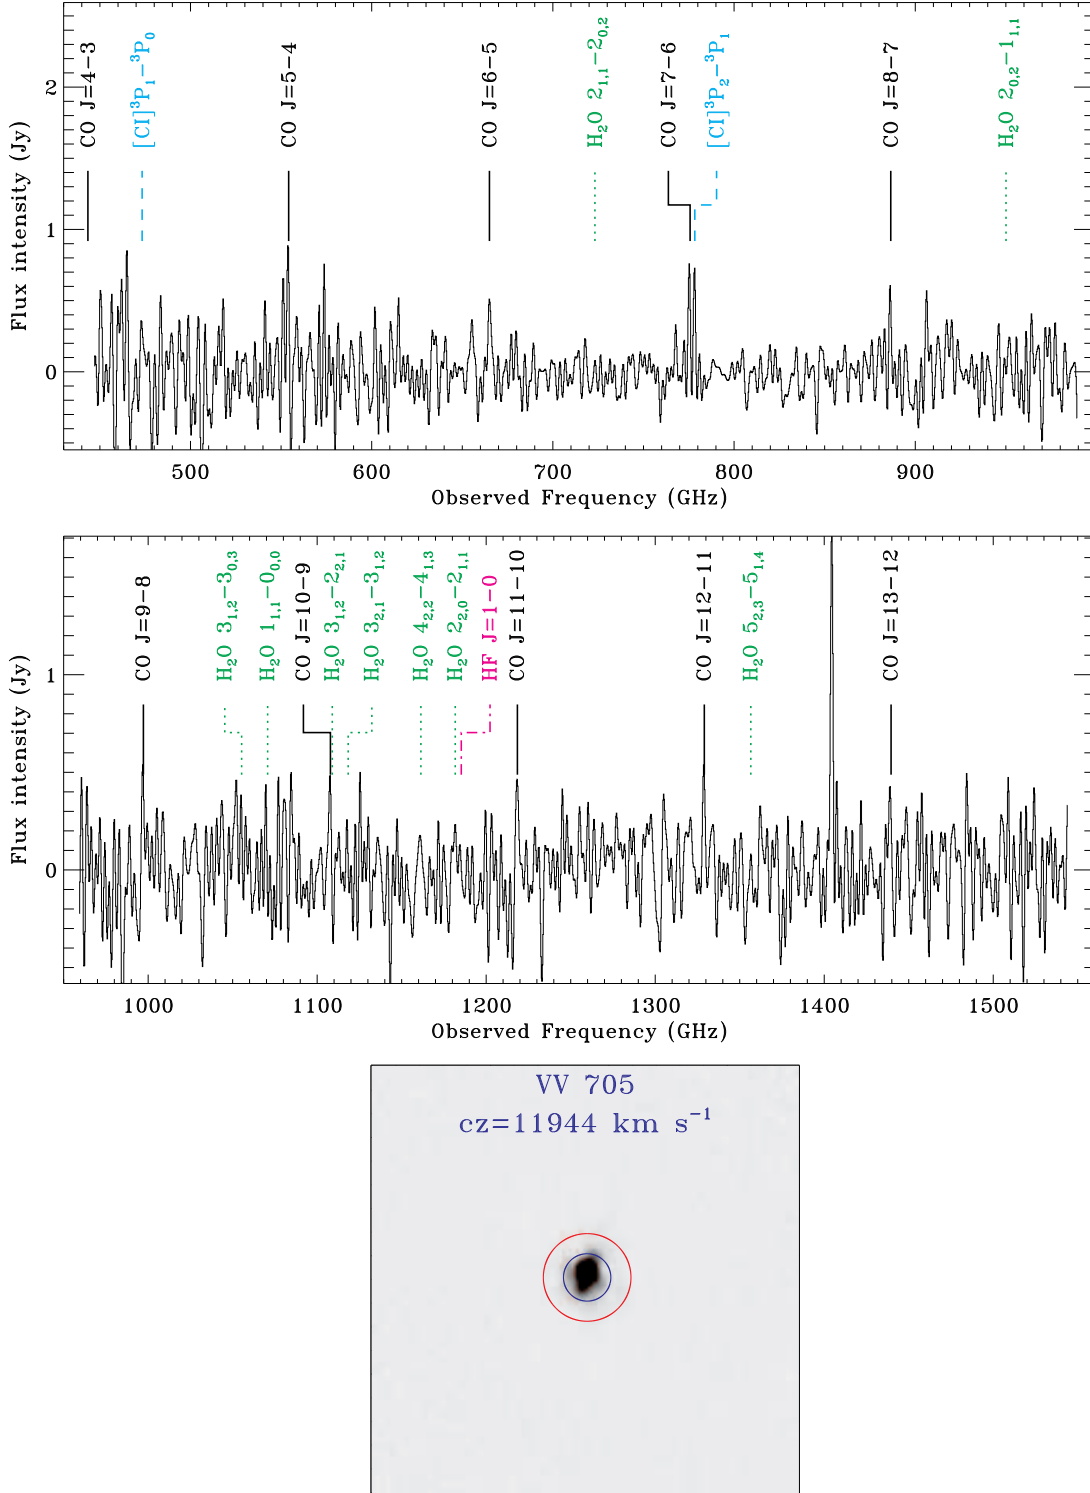 CO J=4−3
[CI]³P₁−³P₀
CO J=5−4
CO J=6−5
H₂O 2₁,₁−2₀,₂
CO J=7−6
[CI]³P₂−³P₁
CO J=8−7
H₂O 2₀,₂−1₁,₁
Flux intensity (Jy)
2
1
0
500
600
700
800
900
Observed Frequency (GHz)
CO J=9−8
H₂O 3₁,₂−3₀,₃
H₂O 1₁,₁−0₀,₀
CO J=10−9
H₂O 3₁,₂−2₂,₁
H₂O 3₂,₁−3₁,₂
H₂O 4₂,₂−4₁,₃
H₂O 2₂,₀−2₁,₁
HF J=1−0
CO J=11−10
CO J=12−11
H₂O 5₂,₃−5₁,₄
CO J=13−12
Flux intensity (Jy)
1
0
1000
1100
1200
1300
1400
1500
Observed Frequency (GHz)
VV 705
cz=11944 km s⁻¹